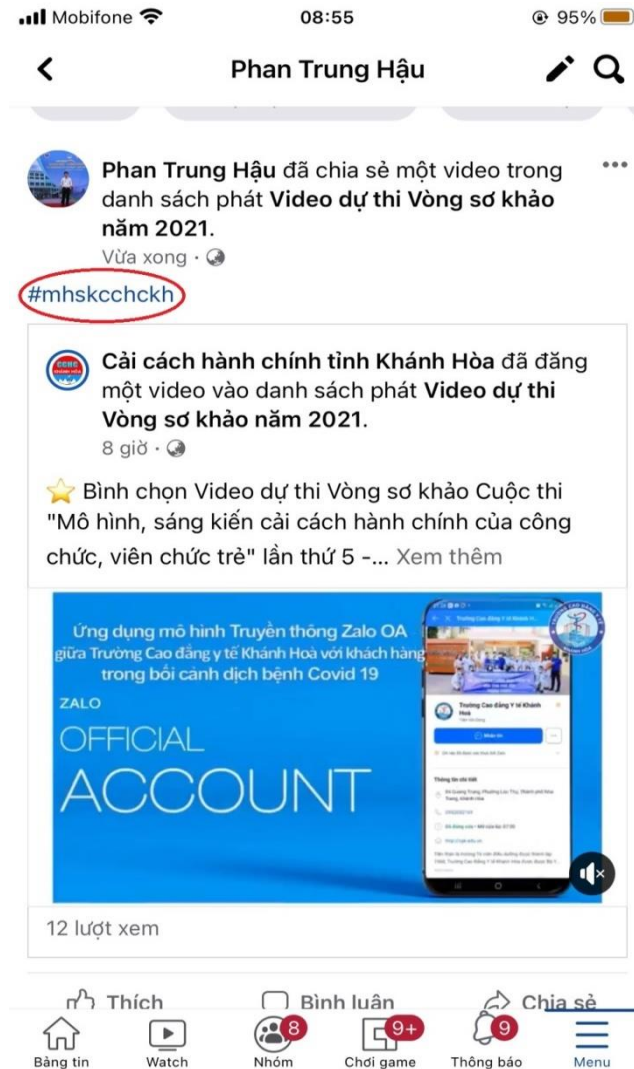 Mobifone
08:55
95%
Phan Trung Hậu
Phan Trung Hậu đã chia sẻ một video trong
danh sách phát Video dự thi Vòng sơ khảo
năm 2021.
Vừa xong ·
#mhskcchckh
Cải cách hành chính tỉnh Khánh Hòa đã đăng
một video vào danh sách phát Video dự thi
Vòng sơ khảo năm 2021.
8 giờ ·
Bình chọn Video dự thi Vòng sơ khảo Cuộc thi
"Mô hình, sáng kiến cải cách hành chính của công
chức, viên chức trẻ" lần thứ 5 -... Xem thêm
Ứng dụng mô hình Truyền thông Zalo OA
giữa Trường Cao đẳng y tế Khánh Hoà với khách hàng
trong bối cảnh dịch bệnh Covid 19
ZALO
OFFICIAL
ACCOUNT
Trường Cao đẳng Y tế Khánh
Hoà
Nhắn tin
Thông tin chi tiết
12 lượt xem
Thích
Bình luận
Chia sẻ
8
9+
9
Bảng tin
Watch
Nhóm
Chơi game
Thông báo
Menu